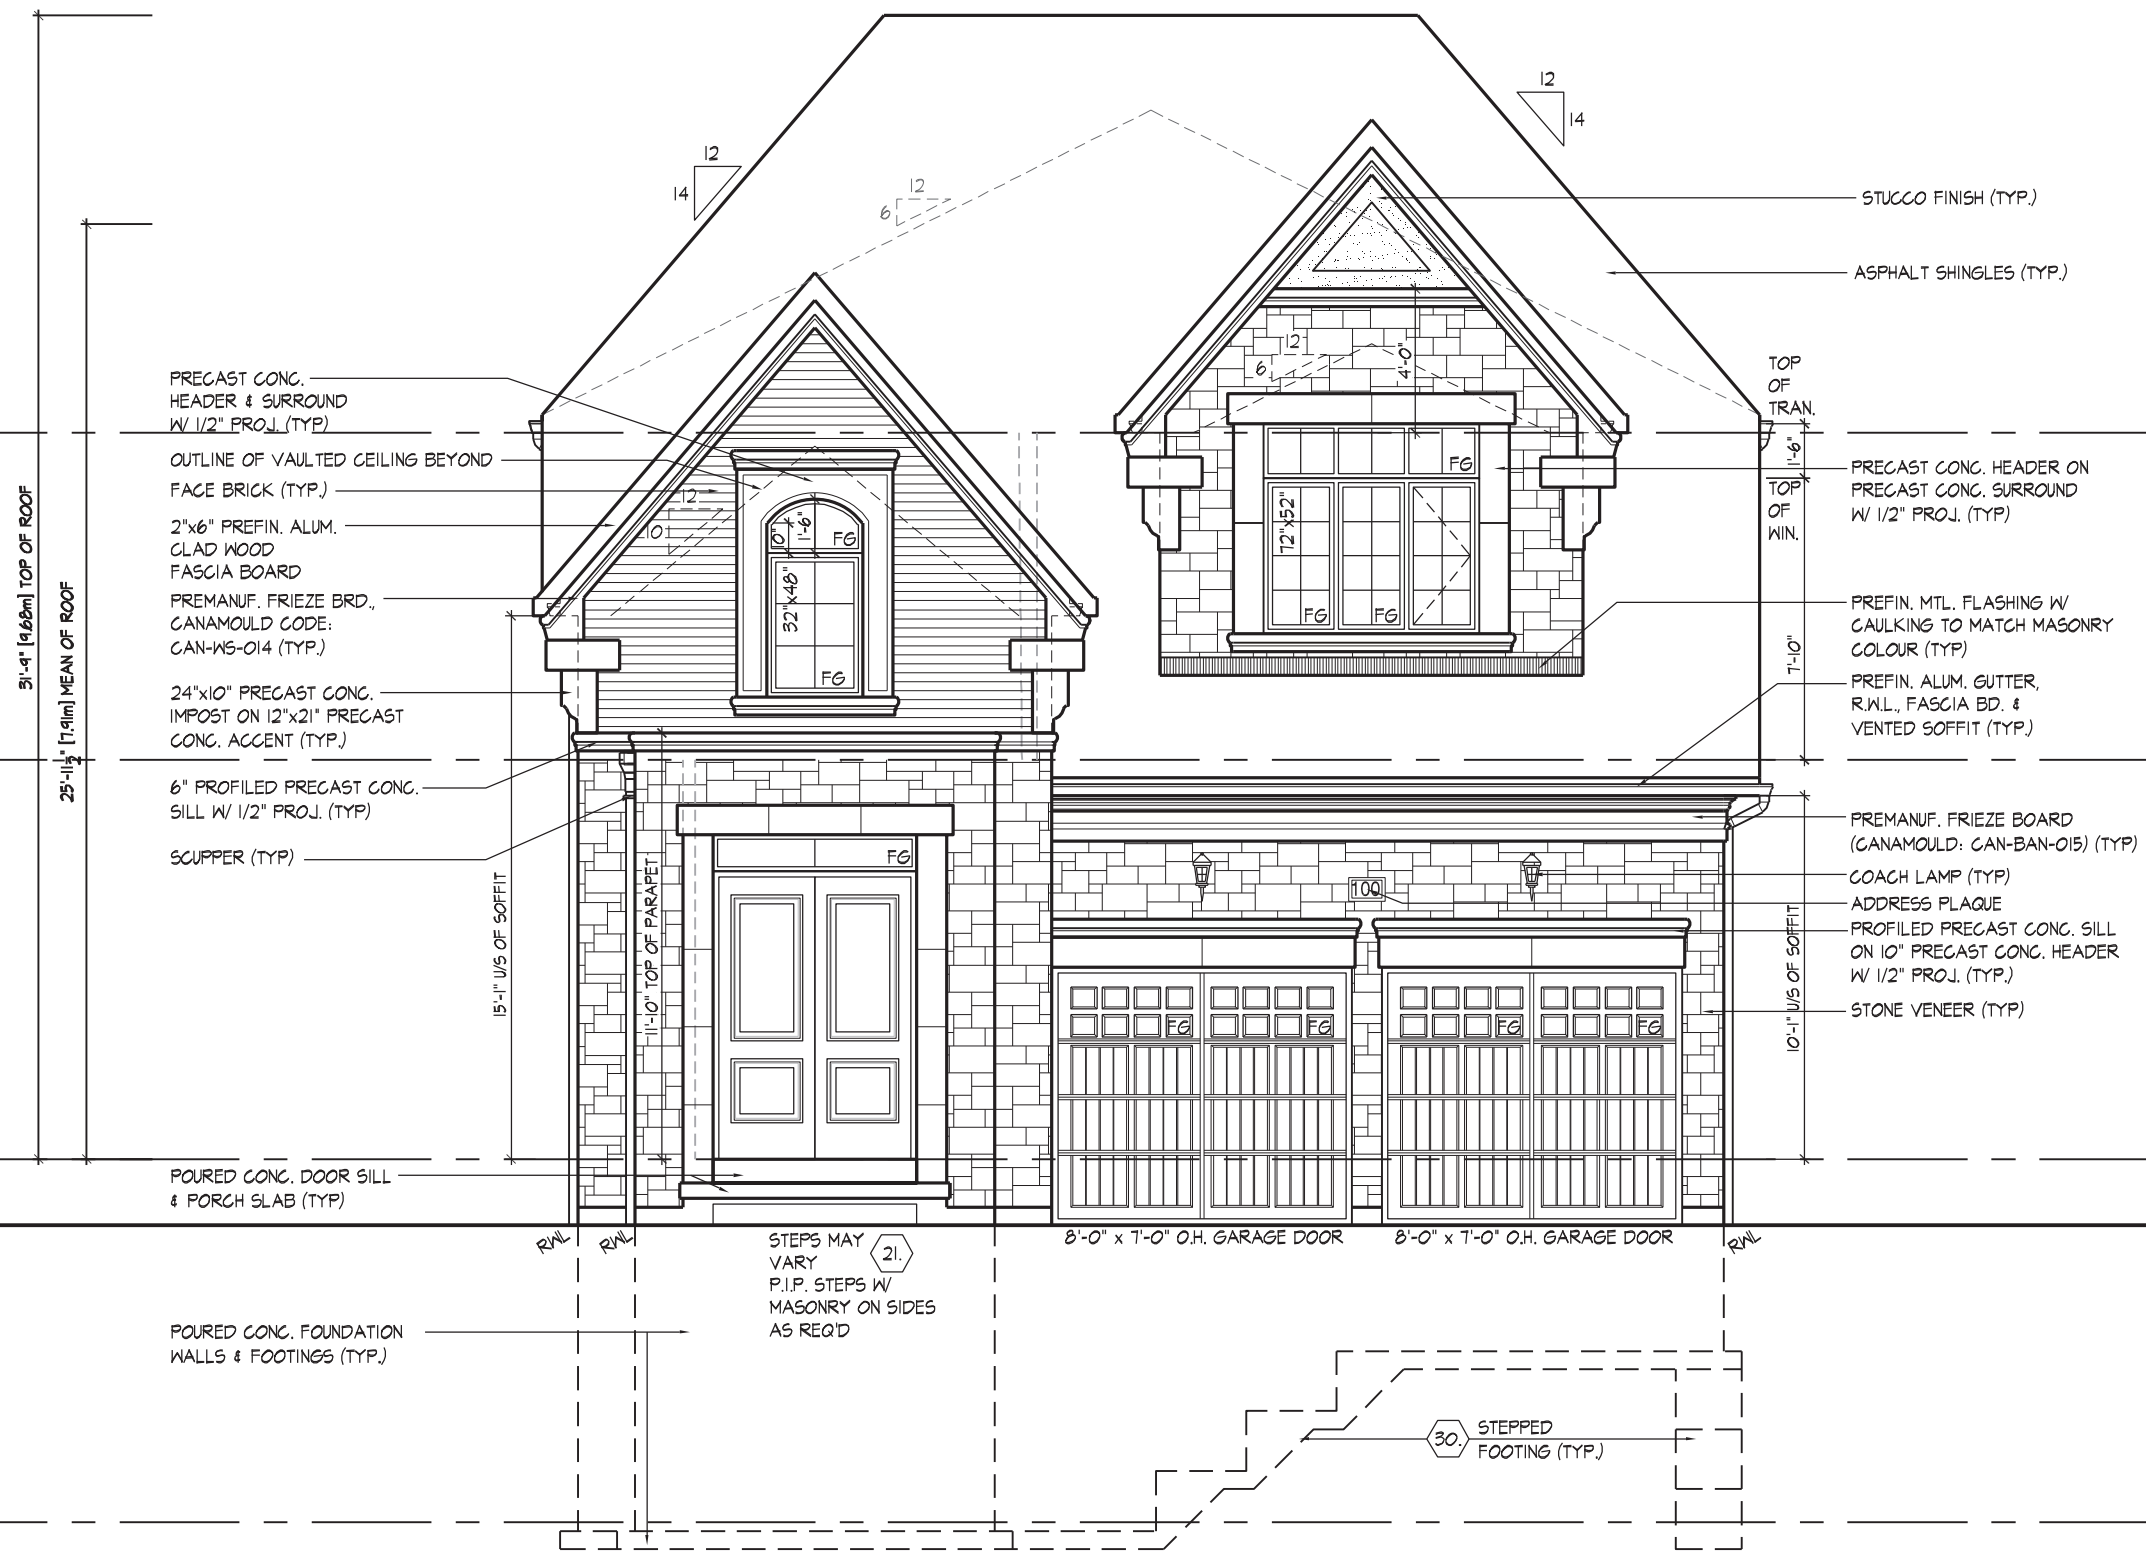 12
14
12
14
12
6
STUCCO FINISH (TYP.)
ASPHALT SHINGLES (TYP.)
31'-9" [9.68m] TOP OF ROOF
25'-11½" [7.91m] MEAN OF ROOF
PRECAST CONC.
HEADER & SURROUND
W/ 1/2" PROJ. (TYP)
OUTLINE OF VAULTED CEILING BEYOND
FACE BRICK (TYP.)
2"x6" PREFIN. ALUM.
CLAD WOOD
FASCIA BOARD
PREMANUF. FRIEZE BRD.,
CANAMOULD CODE:
CAN-WS-014 (TYP.)
24"x10" PRECAST CONC.
IMPOST ON 12"x21" PRECAST
CONC. ACCENT (TYP.)
6" PROFILED PRECAST CONC.
SILL W/ 1/2" PROJ. (TYP)
SCUPPER (TYP)
POURED CONC. DOOR SILL
& PORCH SLAB (TYP)
POURED CONC. FOUNDATION
WALLS & FOOTINGS (TYP.)
15'-1" U/S OF SOFFIT
11'-10" TOP OF PARAPET
12
10
0"
1'-6"
FG
32"x48"
FG
FG
12
6
4'-0"
FG
72"x52"
FG
FG
TOP
OF
TRAN.
1'-6"
TOP
OF
WIN.
7'-10"
10'-1" U/S OF SOFFIT
PRECAST CONC. HEADER ON
PRECAST CONC. SURROUND
W/ 1/2" PROJ. (TYP)
PREFIN. MTL. FLASHING W/
CAULKING TO MATCH MASONRY
COLOUR (TYP)
PREFIN. ALUM. GUTTER,
R.W.L., FASCIA BD. &
VENTED SOFFIT (TYP.)
PREMANUF. FRIEZE BOARD
(CANAMOULD: CAN-BAN-015) (TYP)
COACH LAMP (TYP)
ADDRESS PLAQUE
PROFILED PRECAST CONC. SILL
ON 10" PRECAST CONC. HEADER
W/ 1/2" PROJ. (TYP.)
STONE VENEER (TYP)
100
FG
FG
FG
FG
RWL
RWL
STEPS MAY
VARY
P.I.P. STEPS W/
MASONRY ON SIDES
AS REQ'D
21.
8'-0" x 7'-0" O.H. GARAGE DOOR
8'-0" x 7'-0" O.H. GARAGE DOOR
RWL
30.
STEPPED
FOOTING (TYP.)